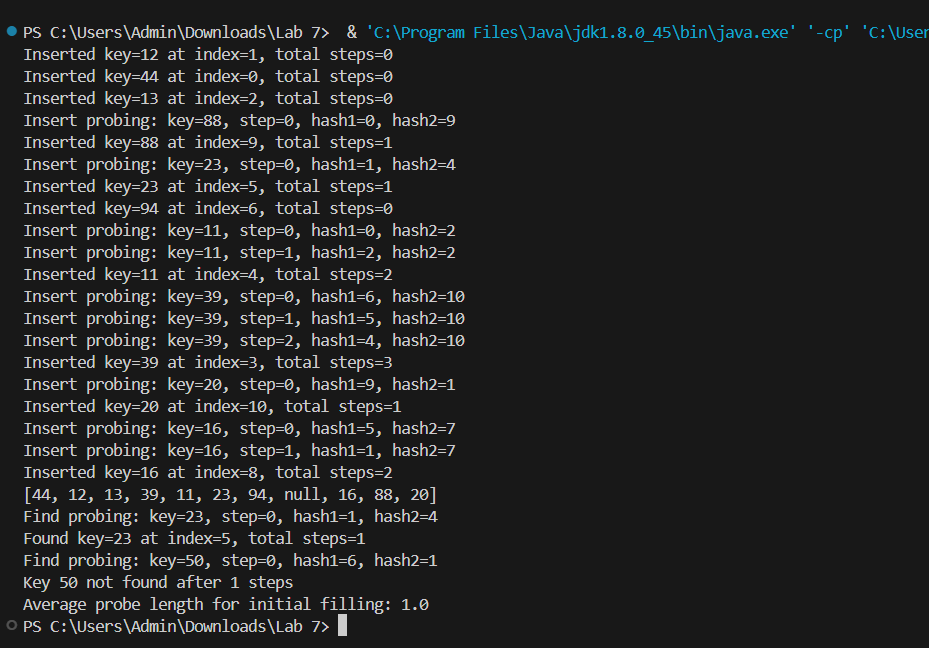 PS C:\Users\Admin\Downloads\Lab 7>  & 'C:\Program Files\Java\jdk1.8.0_45\bin\java.exe' '-cp' 'C:\User
Inserted key=12 at index=1, total steps=0
Inserted key=44 at index=0, total steps=0
Inserted key=13 at index=2, total steps=0
Insert probing: key=88, step=0, hash1=0, hash2=9
Inserted key=88 at index=9, total steps=1
Insert probing: key=23, step=0, hash1=1, hash2=4
Inserted key=23 at index=5, total steps=1
Inserted key=94 at index=6, total steps=0
Insert probing: key=11, step=0, hash1=0, hash2=2
Insert probing: key=11, step=1, hash1=2, hash2=2
Inserted key=11 at index=4, total steps=2
Insert probing: key=39, step=0, hash1=6, hash2=10
Insert probing: key=39, step=1, hash1=5, hash2=10
Insert probing: key=39, step=2, hash1=4, hash2=10
Inserted key=39 at index=3, total steps=3
Insert probing: key=20, step=0, hash1=9, hash2=1
Inserted key=20 at index=10, total steps=1
Insert probing: key=16, step=0, hash1=5, hash2=7
Insert probing: key=16, step=1, hash1=1, hash2=7
Inserted key=16 at index=8, total steps=2
[44, 12, 13, 39, 11, 23, 94, null, 16, 88, 20]
Find probing: key=23, step=0, hash1=1, hash2=4
Found key=23 at index=5, total steps=1
Find probing: key=50, step=0, hash1=6, hash2=1
Key 50 not found after 1 steps
Average probe length for initial filling: 1.0
PS C:\Users\Admin\Downloads\Lab 7>